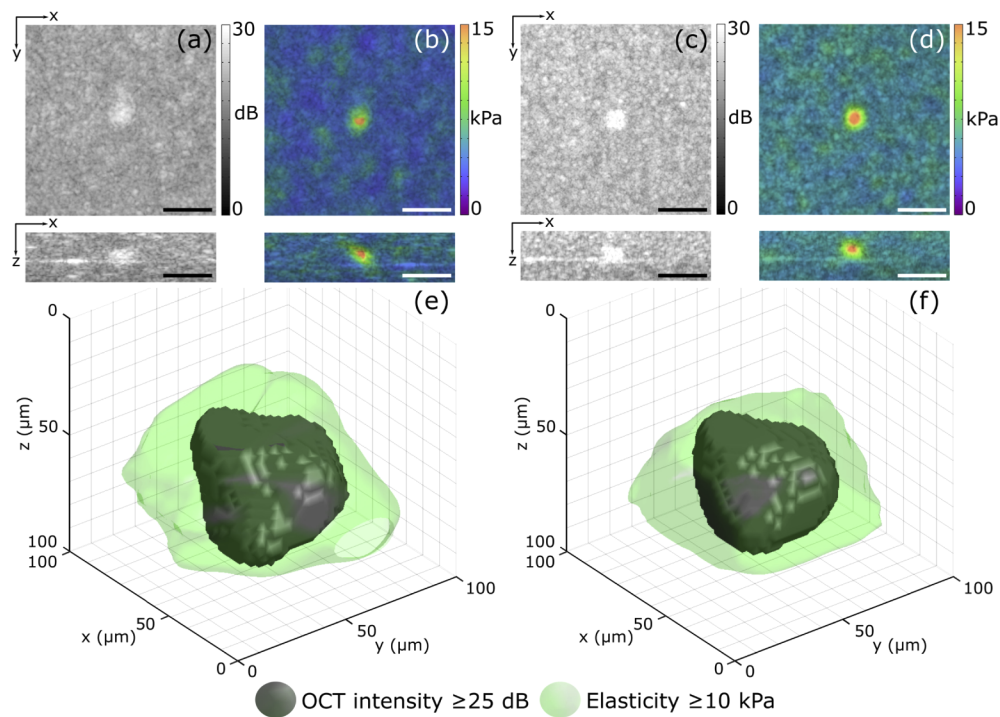 x
y
(a)
30
dB
0
(b)
15
kPa
0
x
y
(c)
30
dB
0
(d)
15
kPa
0
x
z
x
z
(e)
0
50
100
z (µm)
100
50
0
x (µm)
0
50
100
y (µm)
(f)
0
50
100
z (µm)
100
50
0
x (µm)
0
50
100
y (µm)
OCT intensity ≥25 dB
Elasticity ≥10 kPa